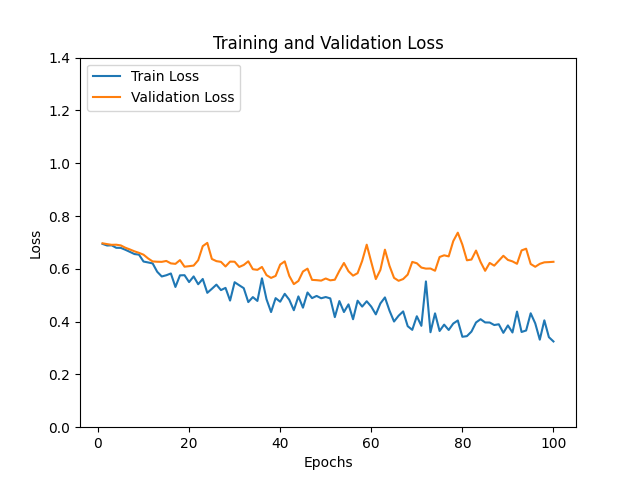 Training and Validation Loss
1.4
1.2
1.0
0.8
0.6
0.4
0.2
0.0
Loss
Train Loss
Validation Loss
0 20 40 60 80 100
Epochs